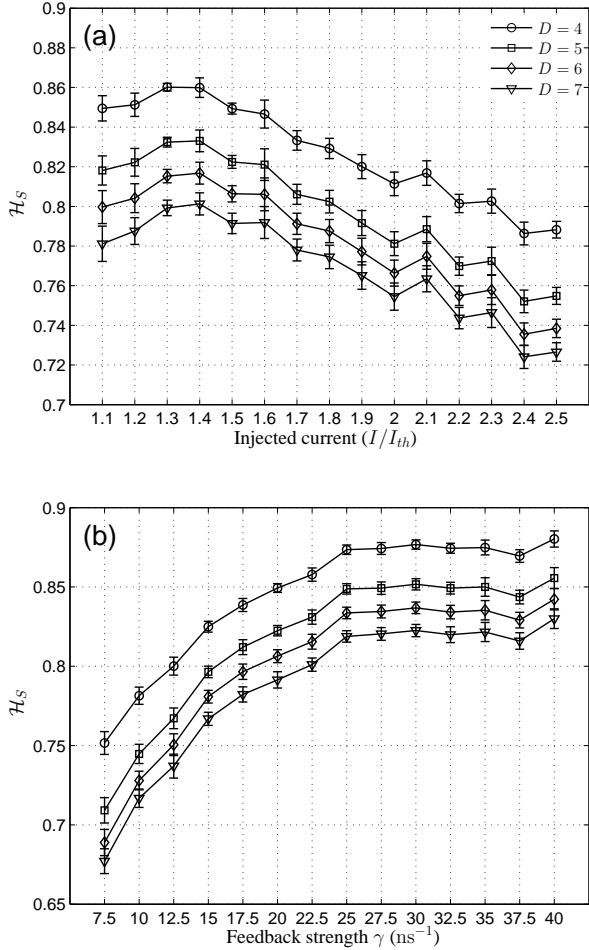 (a)
D = 4
D = 5
D = 6
D = 7
0.9
0.88
0.86
0.84
0.82
0.8
0.78
0.76
0.74
0.72
0.7
H_S
1.1 1.2 1.3 1.4 1.5 1.6 1.7 1.8 1.9 2 2.1 2.2 2.3 2.4 2.5
Injected current (I/I_th)
(b)
0.9
0.85
0.8
0.75
0.7
0.65
H_S
7.5 10 12.5 15 17.5 20 22.5 25 27.5 30 32.5 35 37.5 40
Feedback strength γ (ns⁻¹)